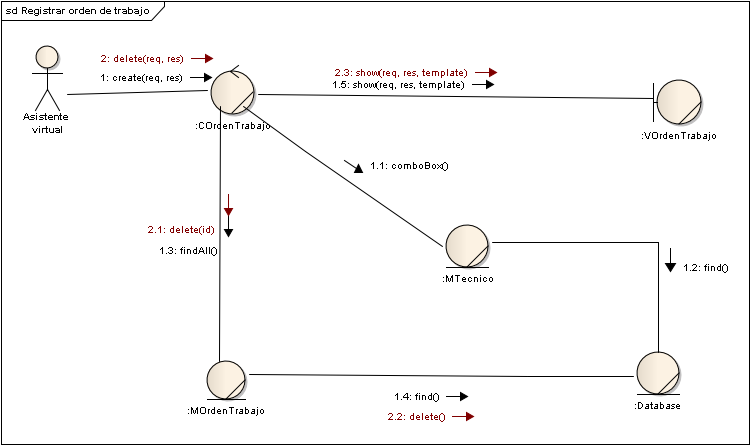 sd Registrar orden de trabajo
2: delete(req, res)
1: create(req, res)
2.3: show(req, res, template)
1.5: show(req, res, template)
Asistente
virtual
:COrdenTrabajo
:VOrdenTrabajo
1.1: comboBox()
2.1: delete(id)
1.3: findAll()
:MTecnico
1.2: find()
:MOrdenTrabajo
:Database
1.4: find()
2.2: delete()